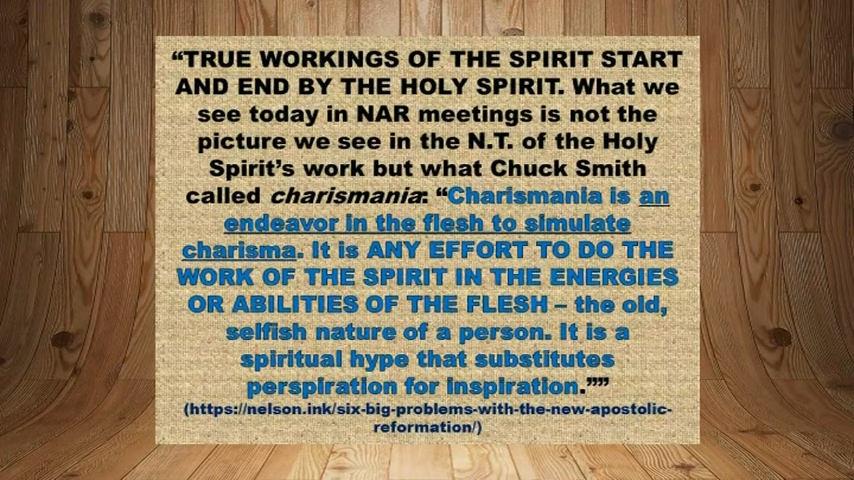 “TRUE WORKINGS OF THE SPIRIT START
AND END BY THE HOLY SPIRIT. What we
see today in NAR meetings is not the
picture we see in the N.T. of the Holy
Spirit’s work but what Chuck Smith
called charismania: “Charismania is an
endeavor in the flesh to simulate
charisma. It is ANY EFFORT TO DO THE
WORK OF THE SPIRIT IN THE ENERGIES
OR ABILITIES OF THE FLESH – the old,
selfish nature of a person. It is a
spiritual hype that substitutes
perspiration for inspiration.””
(https://nelson.ink/six-big-problems-with-the-new-apostolic-
reformation/)